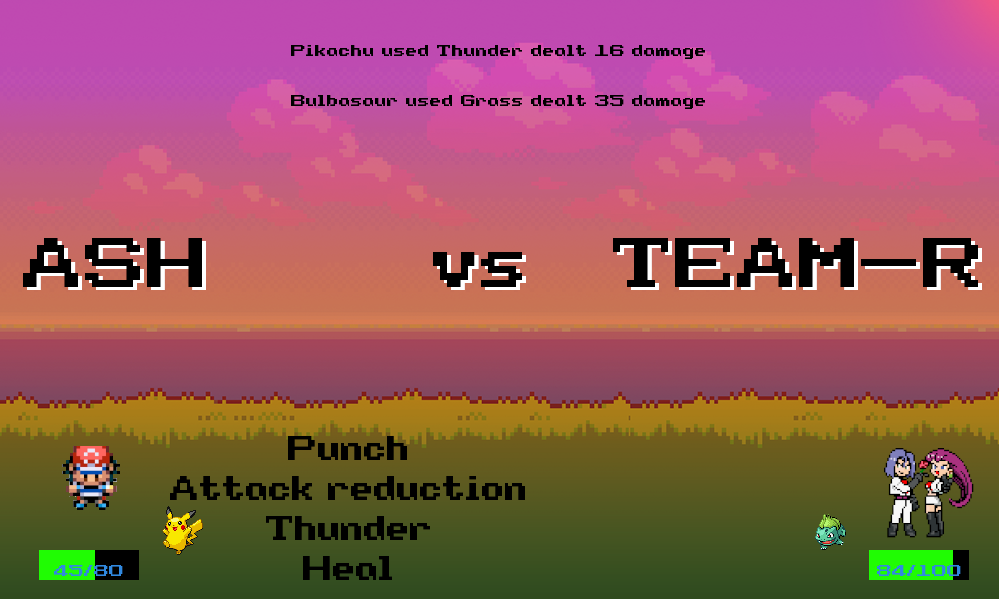 Pikachu used Thunder dealt 16 damage
Bulbasaur used Grass dealt 35 damage
ASH vs TEAM-R
Punch
Attack reduction
Thunder
Heal
45/80
84/100